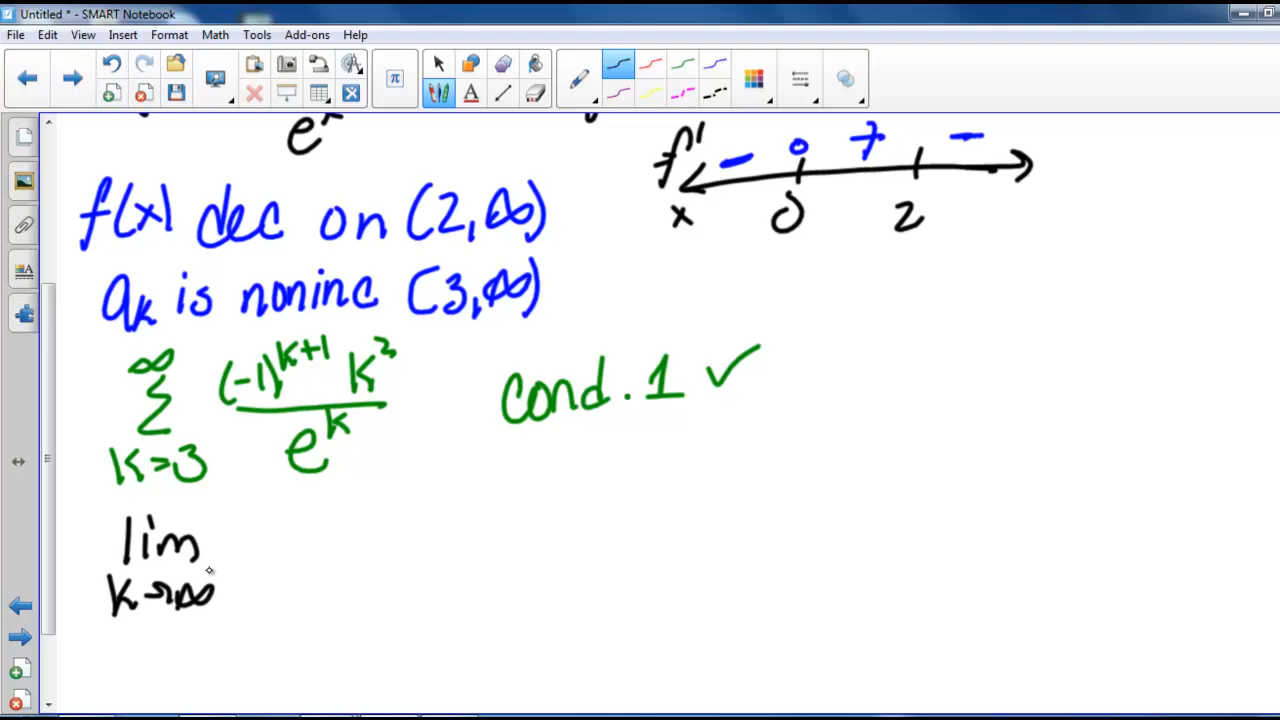 Untitled * - SMART Notebook
File Edit View Insert Format Math Tools Add-ons Help
π A
e^x
f' − 0 + −
x 0 2
f(x) dec on (2,∞)
a_k is noninc (3,∞)
∞
Σ (-1)^{k+1} k^2 / e^k cond. 1 ✓
k=3
lim
k→∞